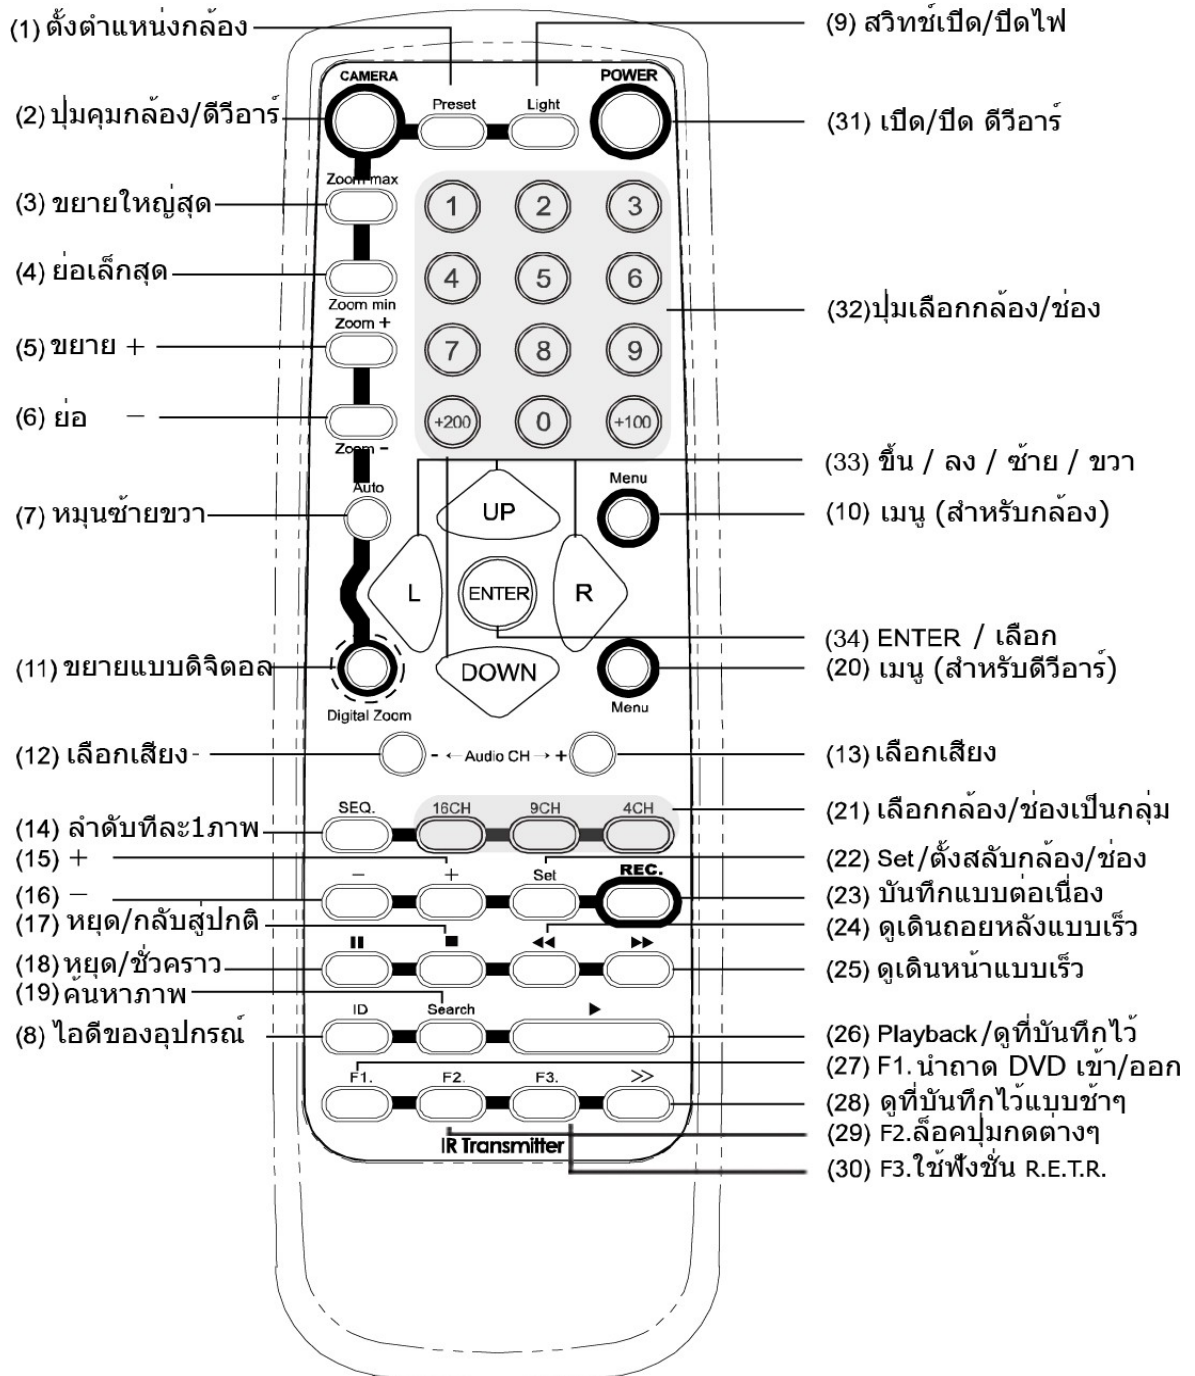 (1) ตั้งตำแหน่งกล้อง
(2) ปุ่มคุมกล้อง/ดีวีอาร์
(3) ขยายใหญ่สุด
(4) ย่อเล็กสุด
(5) ขยาย +
(6) ย่อ −
(7) หมุนซ้ายขวา
(11) ขยายแบบดิจิตอล
(12) เลือกเสียง -
(14) ลำดับทีละ1ภาพ
(15) +
(16) −
(17) หยุด/กลับสู่ปกติ
(18) หยุด/ชั่วคราว
(19) ค้นหาภาพ
(8) ไอดีของอุปกรณ์
CAMERA
POWER
Preset
Light
Zoom max
1
2
3
4
5
6
Zoom min
Zoom +
7
8
9
+200
0
+100
Zoom −
Auto
Menu
UP
L
ENTER
R
DOWN
Digital Zoom
Menu
- ←Audio CH→ +
SEQ.
16CH
9CH
4CH
−
+
Set
REC.
ID
Search
F1.
F2.
F3.
>>
IR Transmitter
(9) สวิทช์เปิด/ปิดไฟ
(31) เปิด/ปิด ดีวีอาร์
(32)ปุ่มเลือกกล้อง/ช่อง
(33) ขึ้น / ลง / ซ้าย / ขวา
(10) เมนู (สำหรับกล้อง)
(34) ENTER / เลือก
(20) เมนู (สำหรับดีวีอาร์)
(13) เลือกเสียง
(21) เลือกกล้อง/ช่องเป็นกลุ่ม
(22) Set/ตั้งสลับกล้อง/ช่อง
(23) บันทึกแบบต่อเนื่อง
(24) ดูเดินถอยหลังแบบเร็ว
(25) ดูเดินหน้าแบบเร็ว
(26) Playback/ดูที่บันทึกไว้
(27) F1.นำถาด DVD เข้า/ออก
(28) ดูที่บันทึกไว้แบบช้าๆ
(29) F2.ล็อคปุ่มกดต่างๆ
(30) F3.ใช้ฟังชั่น R.E.T.R.